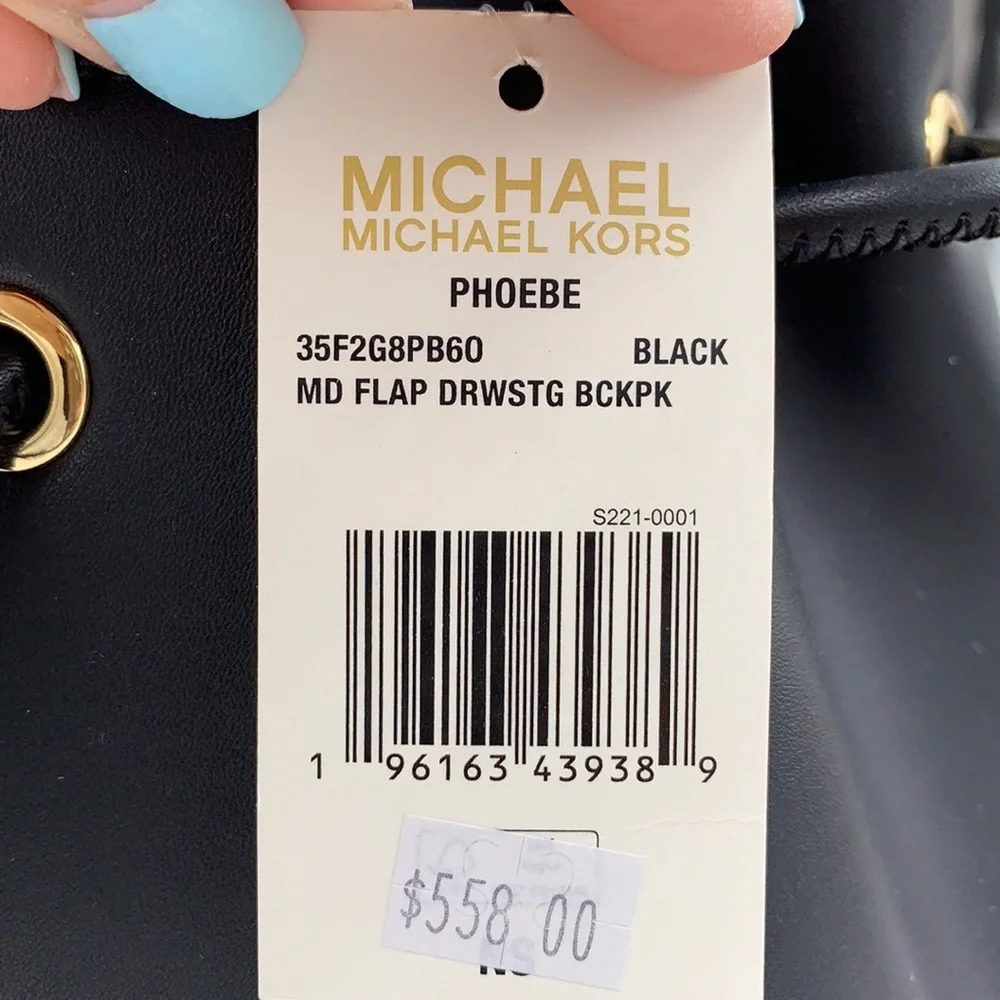 MICHAEL
MICHAEL KORS
PHOEBE
35F2G8PB6O BLACK
MD FLAP DRWSTG BCKPK
S221-0001
1 96163 43938 9
$558 00